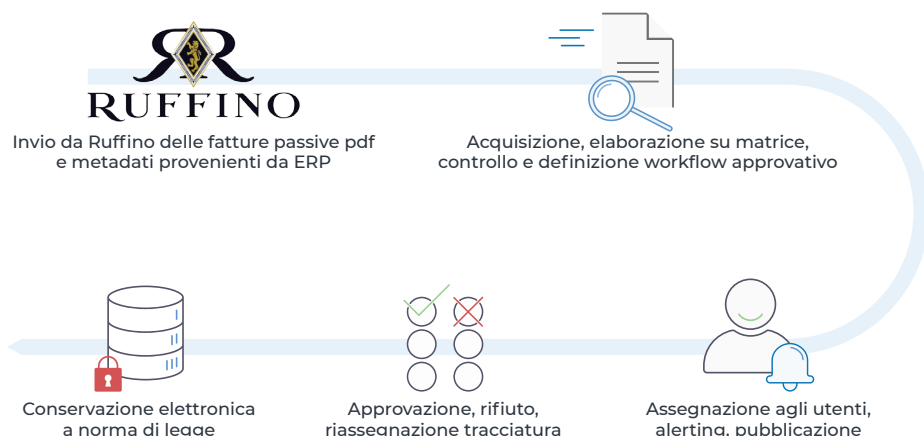 RUFFINO
Invio da Ruffino delle fatture passive pdf
e metadati provenienti da ERP
Acquisizione, elaborazione su matrice,
controllo e definizione workflow approvativo
Assegnazione agli utenti,
alerting, pubblicazione
Approvazione, rifiuto,
riassegnazione tracciatura
Conservazione elettronica
a norma di legge